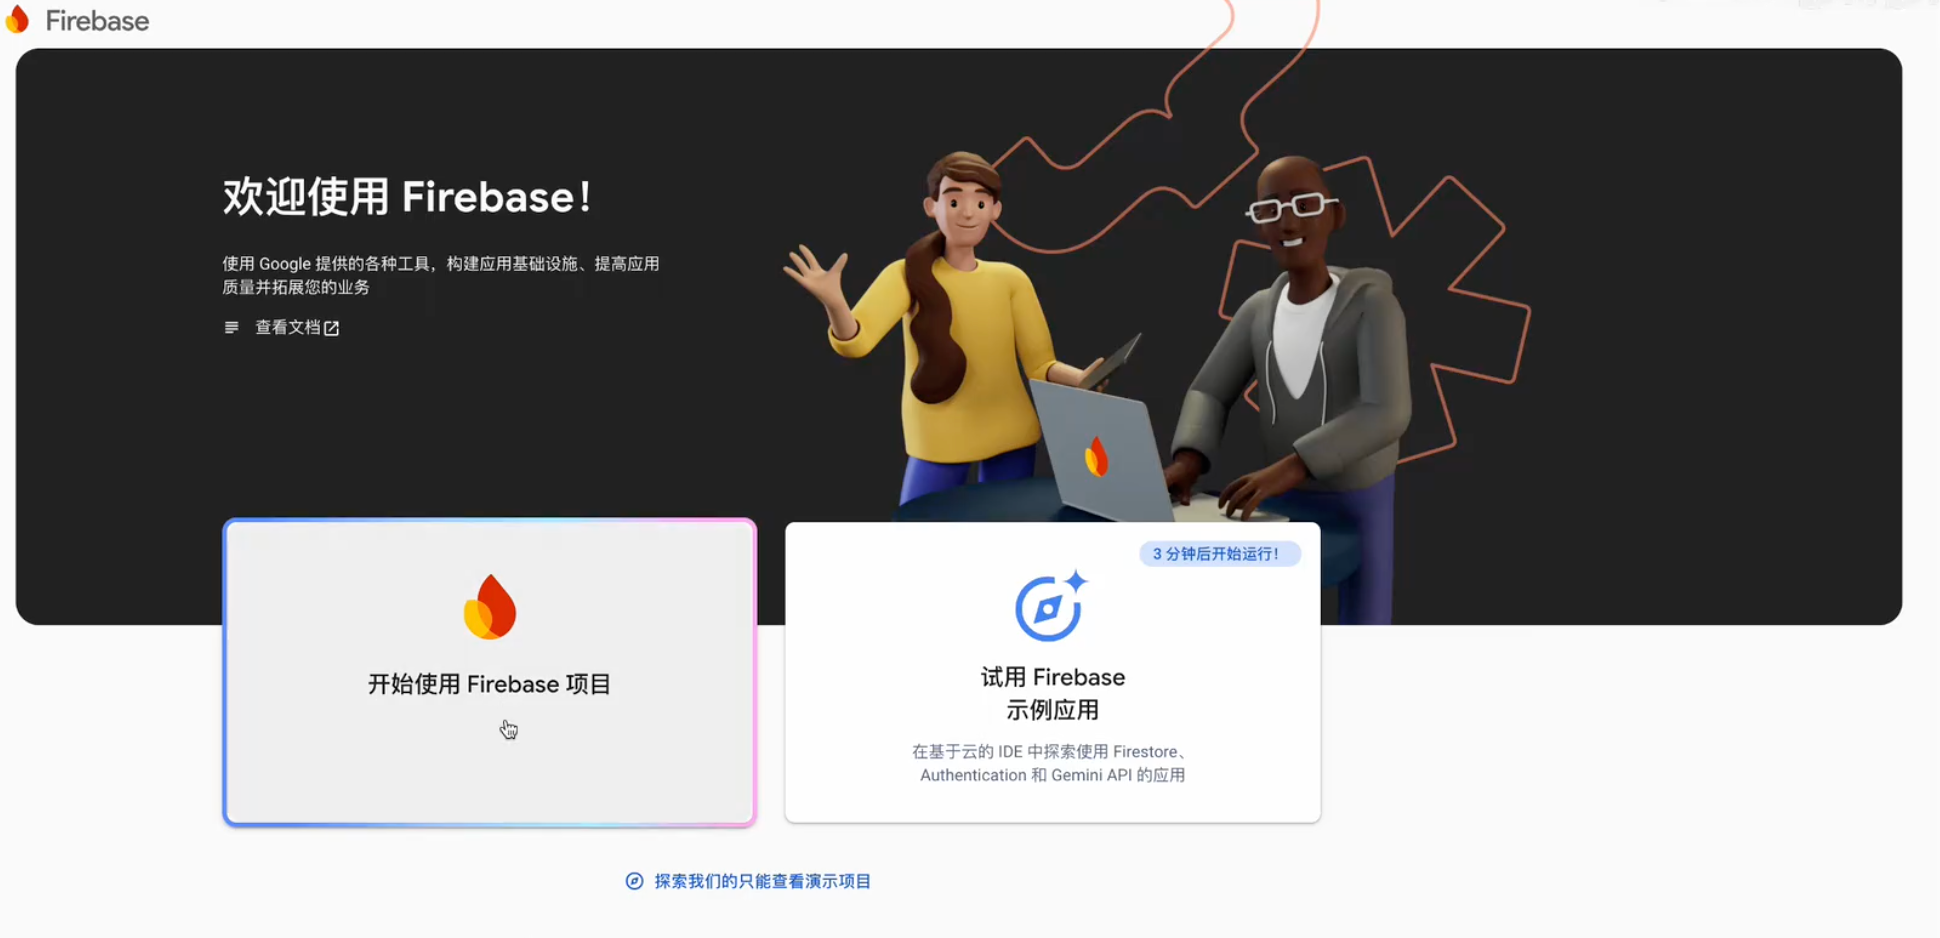 Firebase
欢迎使用 Firebase！
使用 Google 提供的各种工具，构建应用基础设施、提高应用
质量并拓展您的业务
查看文档
开始使用 Firebase 项目
3 分钟后开始运行！
试用 Firebase
示例应用
在基于云的 IDE 中探索使用 Firestore、
Authentication 和 Gemini API 的应用
探索我们的只能查看演示项目